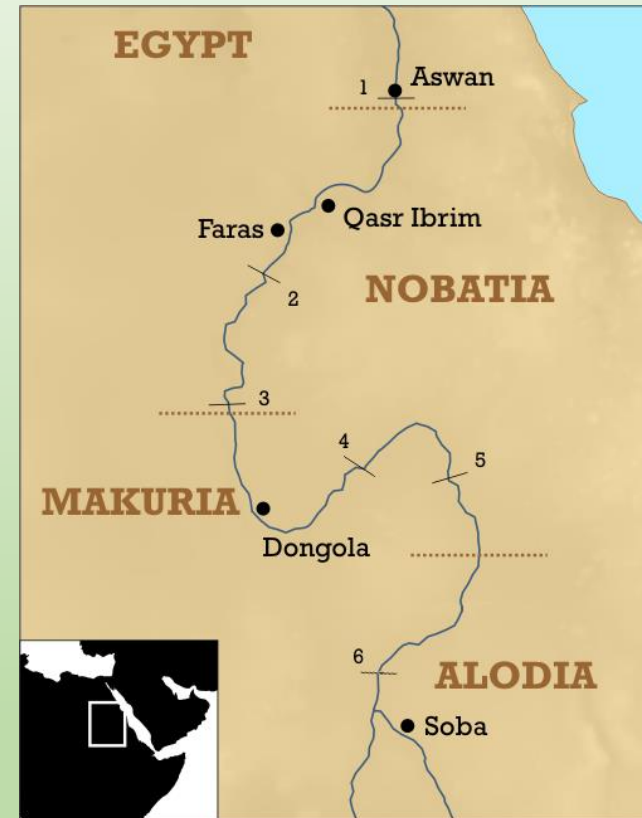 EGYPT
1
Aswan
Qasr Ibrim
Faras
2
NOBATIA
3
4
5
MAKURIA
Dongola
6
ALODIA
Soba